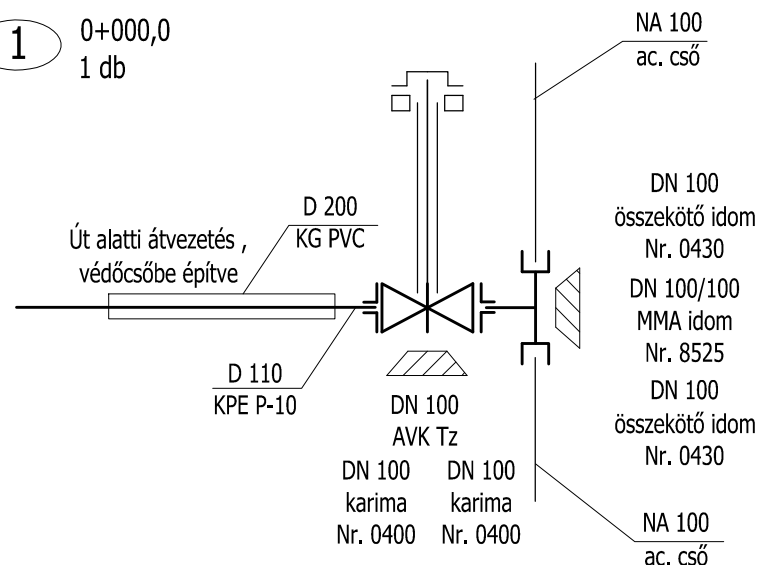 1
0+000,0
1 db
NA 100
ac. cső
D 200
KG PVC
Út alatti átvezetés ,
védőcsőbe építve
DN 100
összekötő idom
Nr. 0430
DN 100/100
MMA idom
Nr. 8525
DN 100
összekötő idom
Nr. 0430
D 110
KPE P-10
DN 100
AVK Tz
DN 100
karima
Nr. 0400
DN 100
karima
Nr. 0400
NA 100
ac. cső